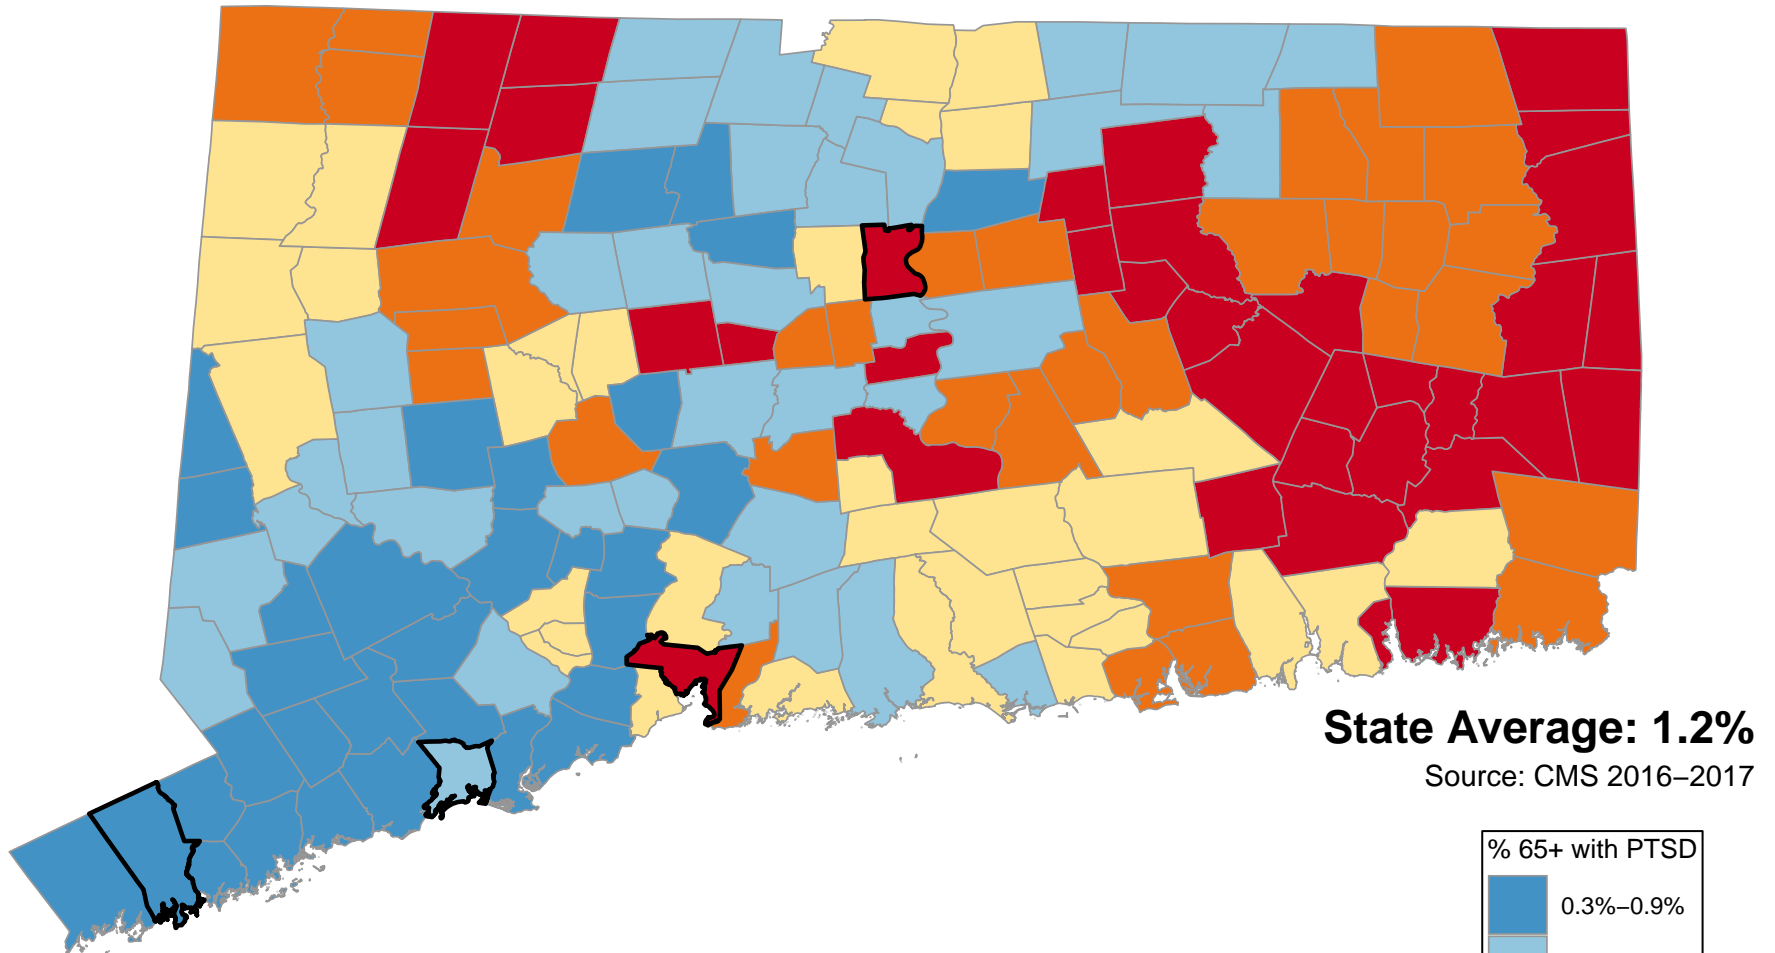 State Average: 1.2%
Source: CMS 2016–2017
% 65+ with PTSD
0.3%–0.9%